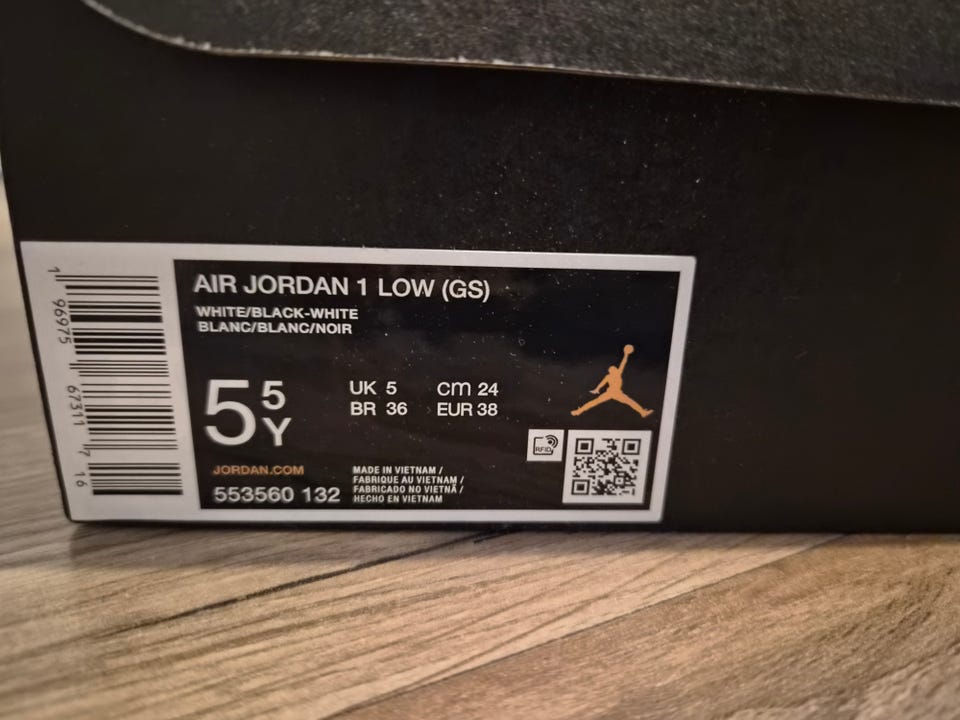 AIR JORDAN 1 LOW (GS)
WHITE/BLACK-WHITE
BLANC/BLANC/NOIR
5 5 Y
UK 5 cm 24
BR 36 EUR 38
RFID
JORDAN.COM
553560 132
MADE IN VIETNAM /
FABRIQUE AU VIETNAM /
FABRICADO NO VIETNÃ /
HECHO EN VIETNAM
1 96975 67311 7 16